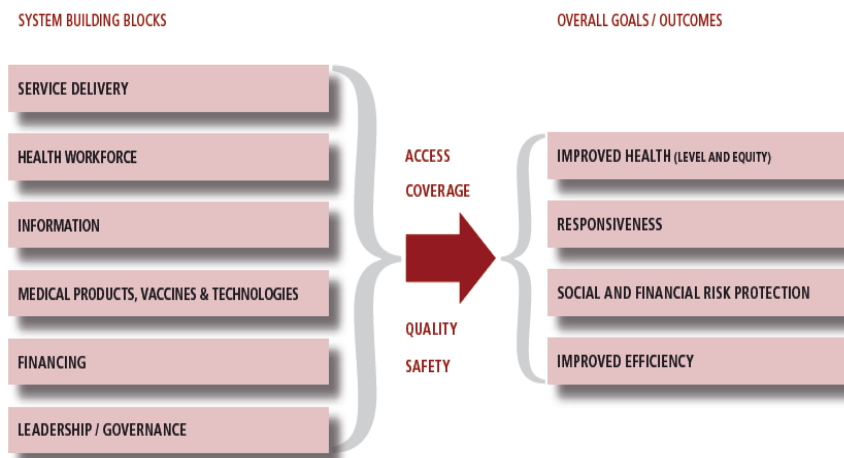 SYSTEM BUILDING BLOCKS
SERVICE DELIVERY
HEALTH WORKFORCE
INFORMATION
MEDICAL PRODUCTS, VACCINES & TECHNOLOGIES
FINANCING
LEADERSHIP / GOVERNANCE
ACCESS
COVERAGE
QUALITY
SAFETY
OVERALL GOALS / OUTCOMES
IMPROVED HEALTH (LEVEL AND EQUITY)
RESPONSIVENESS
SOCIAL AND FINANCIAL RISK PROTECTION
IMPROVED EFFICIENCY